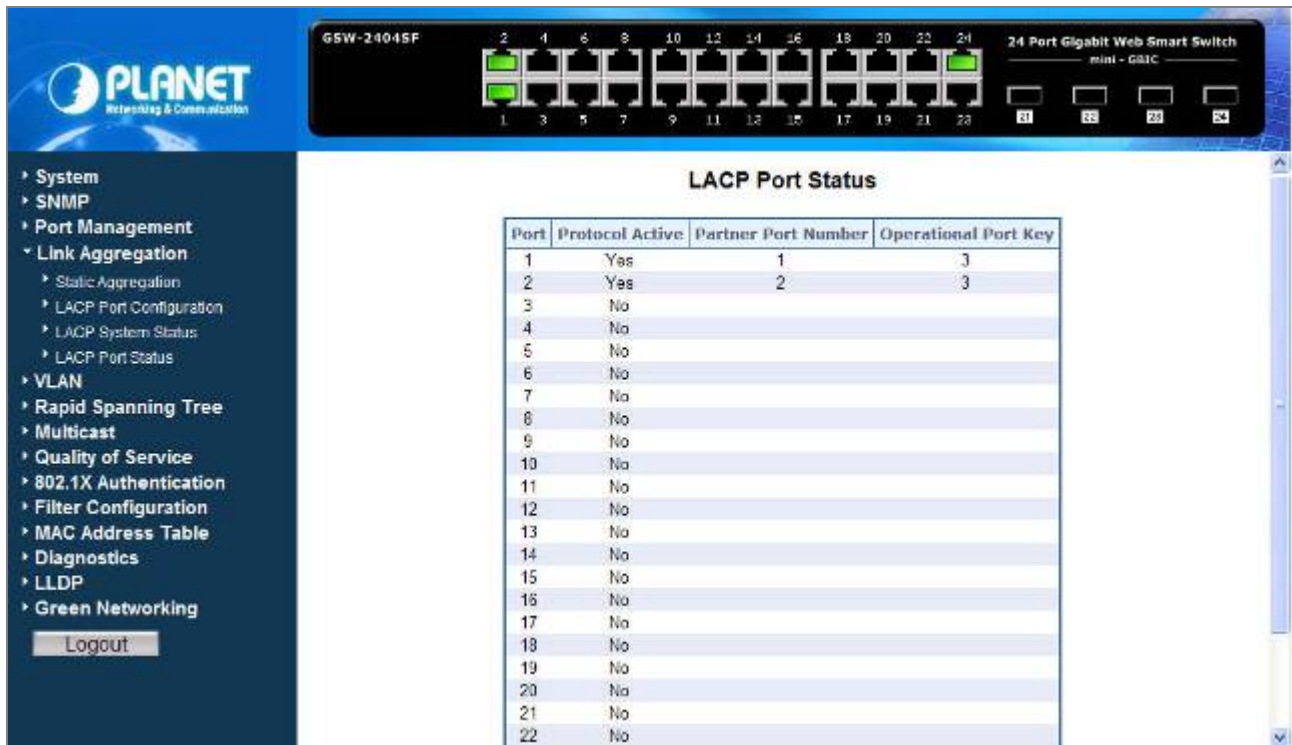 PLANET
Networking & Communication
GSW-2404SF
2 4 6 8 10 12 14 16 18 20 22 24
1 3 5 7 9 11 13 15 17 19 21 23
24 Port Gigabit Web Smart Switch
mini - GBIC
21 22 23 24
System
SNMP
Port Management
Link Aggregation
Static Aggregation
LACP Port Configuration
LACP System Status
LACP Port Status
VLAN
Rapid Spanning Tree
Multicast
Quality of Service
802.1X Authentication
Filter Configuration
MAC Address Table
Diagnostics
LLDP
Green Networking
Logout
LACP Port Status
Port Protocol Active Partner Port Number Operational Port Key
1 Yes 1 3
2 Yes 2 3
3 No
4 No
5 No
6 No
7 No
8 No
9 No
10 No
11 No
12 No
13 No
14 No
15 No
16 No
17 No
18 No
19 No
20 No
21 No
22 No